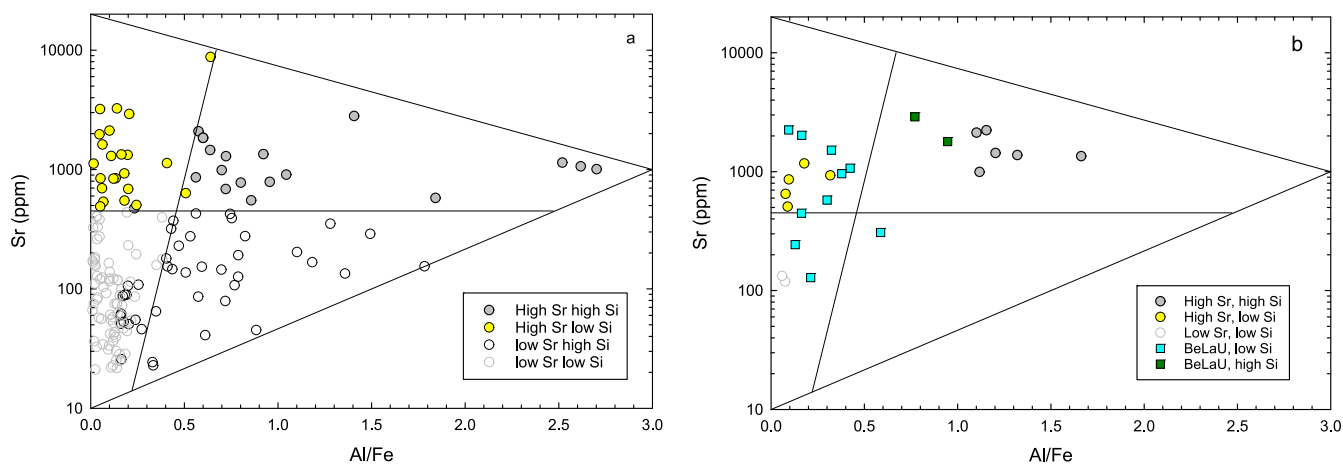 a
Sr (ppm)
10000
1000
100
10
0.0 0.5 1.0 1.5 2.0 2.5 3.0
Al/Fe
High Sr high Si
High Sr low Si
low Sr high Si
low Sr low Si
b
Sr (ppm)
10000
1000
100
10
0.0 0.5 1.0 1.5 2.0 2.5 3.0
Al/Fe
High Sr, high Si
High Sr, low Si
Low Sr, low Si
BeLaU, low Si
BeLaU, high Si